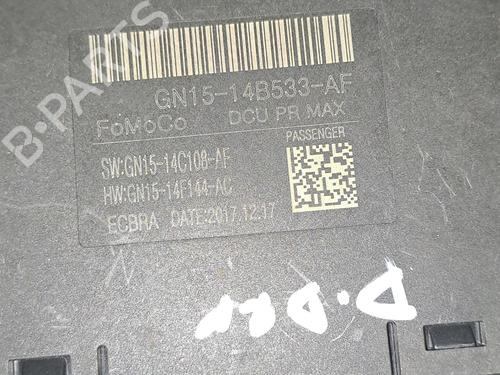 GN15-14B533-AF
FoMoCo DCU PR MAX
PASSENGER
SW:GN15-14C108-AF
HW:GN15-14F144-AC
ECBRA DATE:2017.12.17
B-PARTS